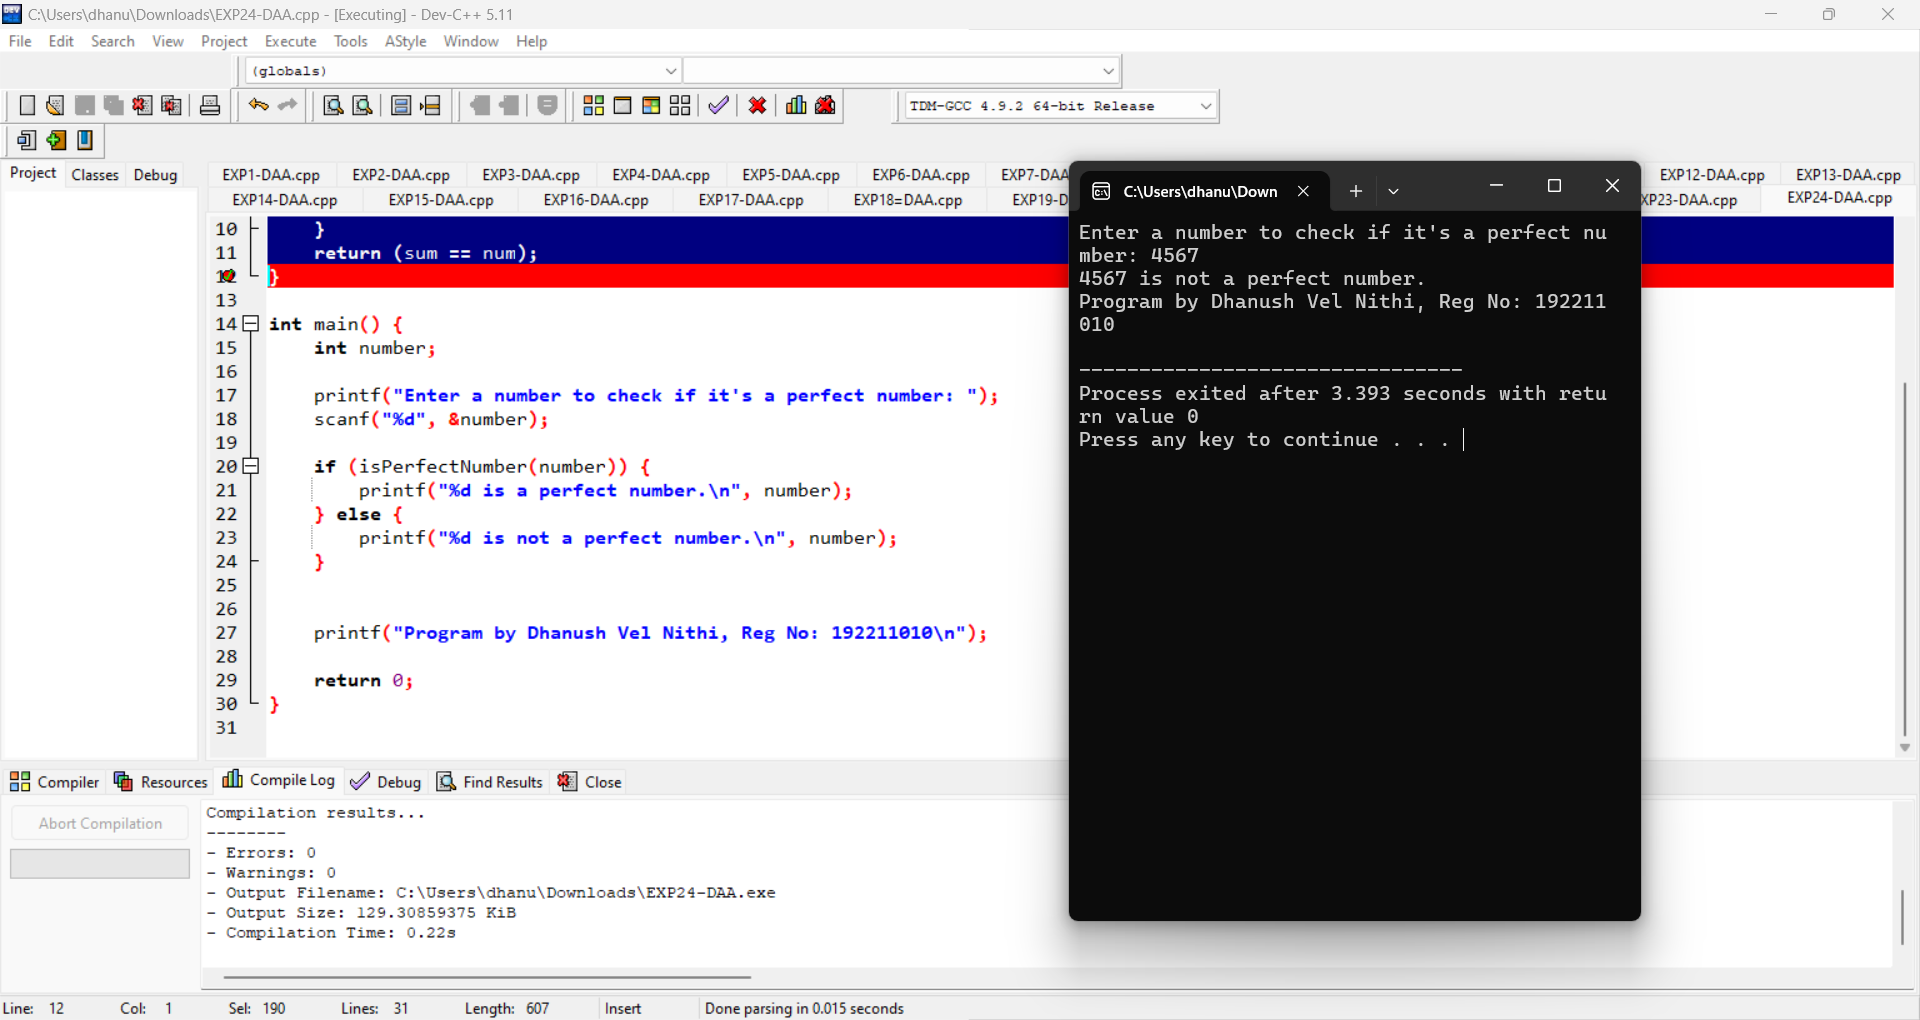 C:\Users\dhanu\Downloads\EXP24-DAA.cpp - [Executing] - Dev-C++ 5.11
File Edit Search View Project Execute Tools AStyle Window Help
(globals)
TDM-GCC 4.9.2 64-bit Release
Project Classes Debug
EXP1-DAA.cpp EXP2-DAA.cpp EXP3-DAA.cpp EXP4-DAA.cpp EXP5-DAA.cpp EXP6-DAA.cpp EXP7-DAA EXP12-DAA.cpp EXP13-DAA.cpp
EXP14-DAA.cpp EXP15-DAA.cpp EXP16-DAA.cpp EXP17-DAA.cpp EXP18=DAA.cpp EXP19-D XP23-DAA.cpp EXP24-DAA.cpp
10 }
11 return (sum == num);
12 }
13
14 int main() {
15 int number;
16
17 printf("Enter a number to check if it's a perfect number: ");
18 scanf("%d", &number);
19
20 if (isPerfectNumber(number)) {
21 printf("%d is a perfect number.\n", number);
22 } else {
23 printf("%d is not a perfect number.\n", number);
24 }
25
26
27 printf("Program by Dhanush Vel Nithi, Reg No: 192211010\n");
28
29 return 0;
30 }
31
C:\Users\dhanu\Down
Enter a number to check if it's a perfect nu
mber: 4567
4567 is not a perfect number.
Program by Dhanush Vel Nithi, Reg No: 192211
010
--------------------------------
Process exited after 3.393 seconds with retu
rn value 0
Press any key to continue . . .
Compiler Resources Compile Log Debug Find Results Close
Abort Compilation
Compilation results...
--------
- Errors: 0
- Warnings: 0
- Output Filename: C:\Users\dhanu\Downloads\EXP24-DAA.exe
- Output Size: 129.30859375 KiB
- Compilation Time: 0.22s
Line: 12 Col: 1 Sel: 190 Lines: 31 Length: 607 Insert Done parsing in 0.015 seconds